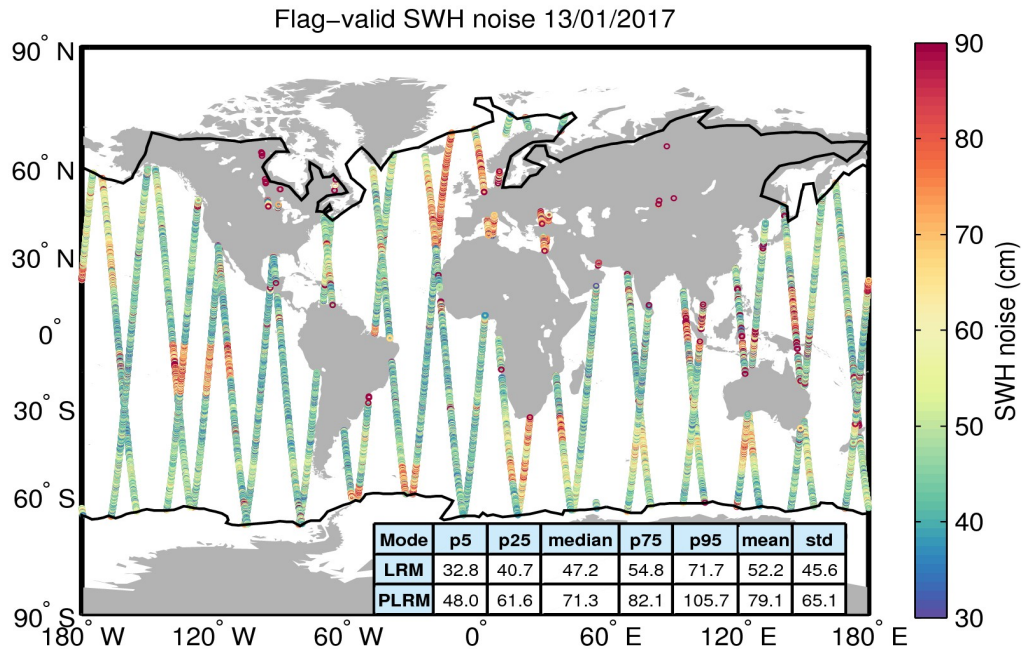 Flag-valid SWH noise 13/01/2017
90° N
60° N
30° N
0°
30° S
60° S
90° S
180° W
120° W
60° W
0°
60° E
120° E
180° E
90
80
70
60
50
40
30
SWH noise (cm)
Mode p5 p25 median p75 p95 mean std
LRM 32.8 40.7 47.2 54.8 71.7 52.2 45.6
PLRM 48.0 61.6 71.3 82.1 105.7 79.1 65.1